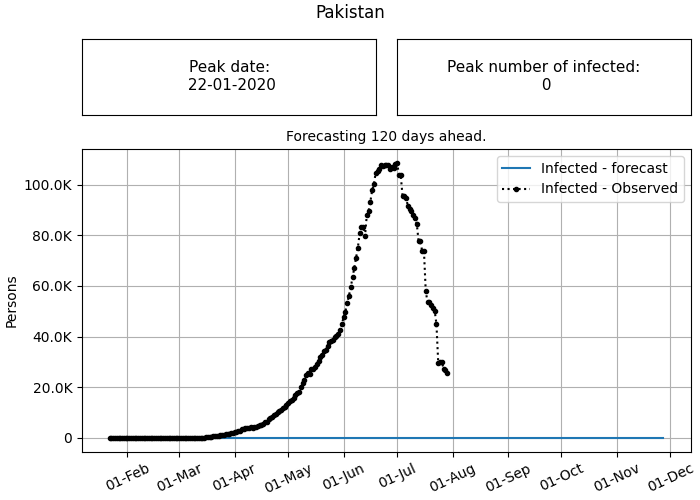 Pakistan
Peak date:
22-01-2020
Peak number of infected:
0
Forecasting 120 days ahead.
Infected - forecast
Infected - Observed
Persons
100.0K
80.0K
60.0K
40.0K
20.0K
0
01-Feb
01-Mar
01-Apr
01-May
01-Jun
01-Jul
01-Aug
01-Sep
01-Oct
01-Nov
01-Dec